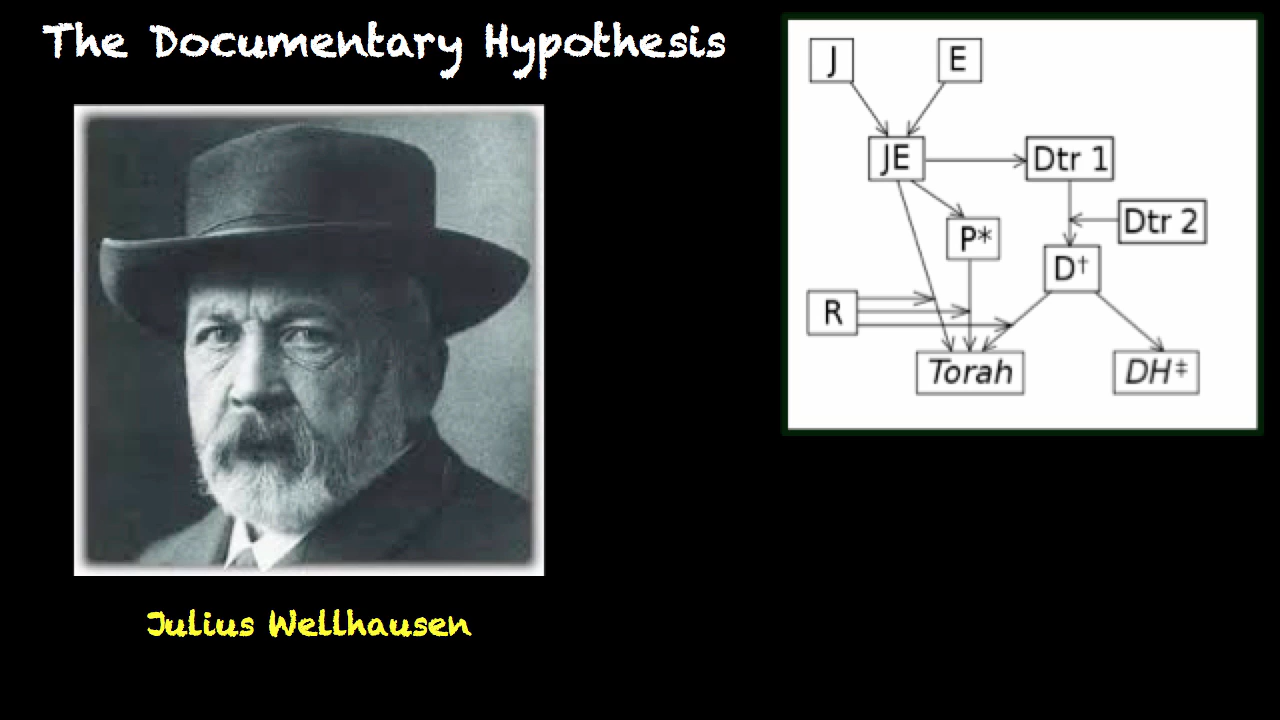 The Documentary Hypothesis
J E
JE Dtr 1
Dtr 2
P*
D†
R
Torah DH‡
Julius Wellhausen